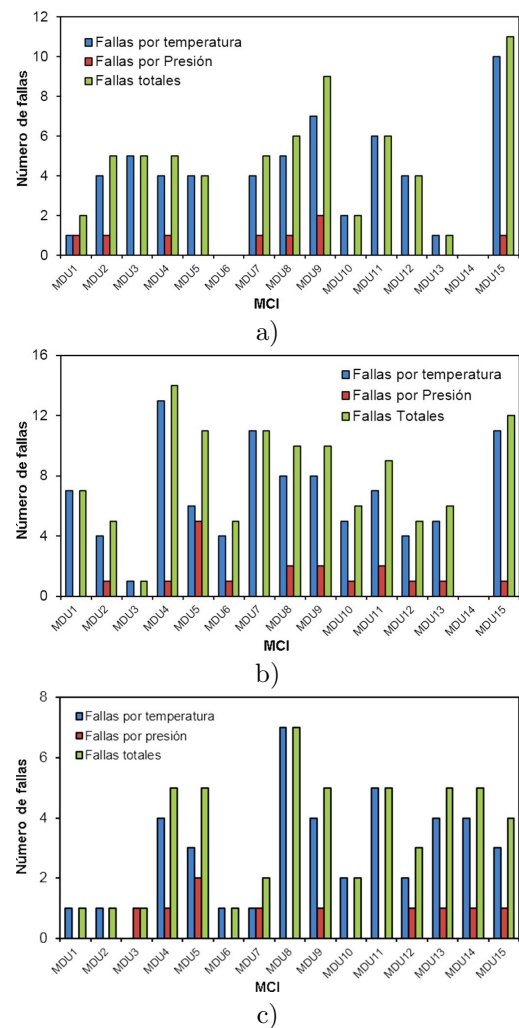 12
10
8
6
4
2
0
Número de fallas
Fallas por temperatura
Fallas por Presión
Fallas totales
MDU1 MDU2 MDU3 MDU4 MDU5 MDU6 MDU7 MDU8 MDU9 MDU10 MDU11 MDU12 MDU13 MDU14 MDU15
MCI
a)
16
12
8
4
0
Número de fallas
Fallas por temperatura
Fallas por Presión
Fallas Totales
MDU1 MDU2 MDU3 MDU4 MDU5 MDU6 MDU7 MDU8 MDU9 MDU10 MDU11 MDU12 MDU13 MDU14 MDU15
MCI
b)
8
6
4
2
0
Número de fallas
Fallas por temperatura
Fallas por presión
Fallas totales
MDU1 MDU2 MDU3 MDU4 MDU5 MDU6 MDU7 MDU8 MDU9 MDU10 MDU11 MDU12 MDU13 MDU14 MDU15
MCI
c)